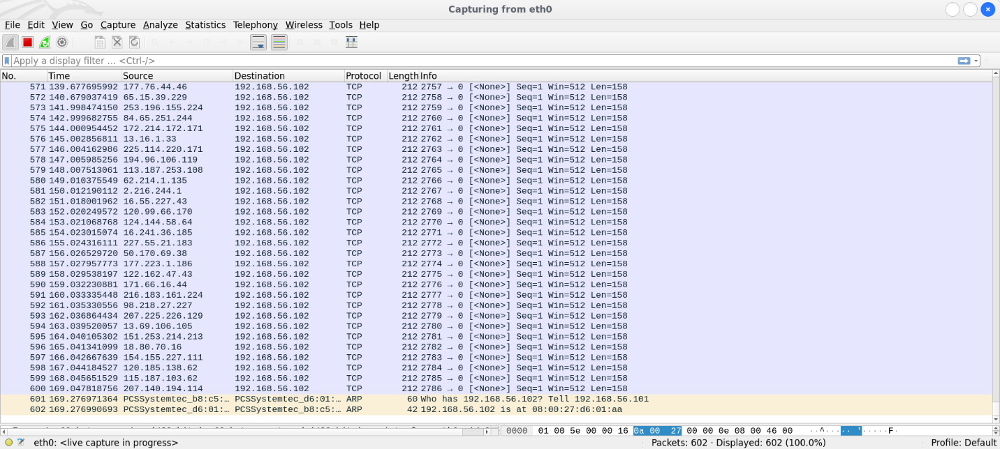 Capturing from eth0
File Edit View Go Capture Analyze Statistics Telephony Wireless Tools Help
Apply a display filter … <Ctrl-/>
No. Time Source Destination Protocol Length Info
571 139.677695992 177.76.44.46 192.168.56.102 TCP 212 2757 → 0 [<None>] Seq=1 Win=512 Len=158
572 140.679037419 65.15.39.229 192.168.56.102 TCP 212 2758 → 0 [<None>] Seq=1 Win=512 Len=158
573 141.998474150 253.196.155.224 192.168.56.102 TCP 212 2759 → 0 [<None>] Seq=1 Win=512 Len=158
574 142.999682755 84.65.251.244 192.168.56.102 TCP 212 2760 → 0 [<None>] Seq=1 Win=512 Len=158
575 144.000954452 172.214.172.171 192.168.56.102 TCP 212 2761 → 0 [<None>] Seq=1 Win=512 Len=158
576 145.002856811 13.16.1.33 192.168.56.102 TCP 212 2762 → 0 [<None>] Seq=1 Win=512 Len=158
577 146.004162986 225.114.220.171 192.168.56.102 TCP 212 2763 → 0 [<None>] Seq=1 Win=512 Len=158
578 147.005985256 194.96.106.119 192.168.56.102 TCP 212 2764 → 0 [<None>] Seq=1 Win=512 Len=158
579 148.007513061 113.187.253.108 192.168.56.102 TCP 212 2765 → 0 [<None>] Seq=1 Win=512 Len=158
580 149.010375549 62.214.1.135 192.168.56.102 TCP 212 2766 → 0 [<None>] Seq=1 Win=512 Len=158
581 150.012190112 2.216.244.1 192.168.56.102 TCP 212 2767 → 0 [<None>] Seq=1 Win=512 Len=158
582 151.018001962 16.55.227.43 192.168.56.102 TCP 212 2768 → 0 [<None>] Seq=1 Win=512 Len=158
583 152.020249572 120.99.66.170 192.168.56.102 TCP 212 2769 → 0 [<None>] Seq=1 Win=512 Len=158
584 153.021068768 124.144.58.64 192.168.56.102 TCP 212 2770 → 0 [<None>] Seq=1 Win=512 Len=158
585 154.023015074 16.241.36.185 192.168.56.102 TCP 212 2771 → 0 [<None>] Seq=1 Win=512 Len=158
586 155.024316111 227.55.21.183 192.168.56.102 TCP 212 2772 → 0 [<None>] Seq=1 Win=512 Len=158
587 156.026529720 50.170.69.38 192.168.56.102 TCP 212 2773 → 0 [<None>] Seq=1 Win=512 Len=158
588 157.027957773 177.223.1.186 192.168.56.102 TCP 212 2774 → 0 [<None>] Seq=1 Win=512 Len=158
589 158.029538197 122.162.47.43 192.168.56.102 TCP 212 2775 → 0 [<None>] Seq=1 Win=512 Len=158
590 159.032230881 171.66.16.44 192.168.56.102 TCP 212 2776 → 0 [<None>] Seq=1 Win=512 Len=158
591 160.033335448 216.183.161.224 192.168.56.102 TCP 212 2777 → 0 [<None>] Seq=1 Win=512 Len=158
592 161.035330556 98.218.27.227 192.168.56.102 TCP 212 2778 → 0 [<None>] Seq=1 Win=512 Len=158
593 162.036864434 207.225.226.129 192.168.56.102 TCP 212 2779 → 0 [<None>] Seq=1 Win=512 Len=158
594 163.039520057 13.69.106.105 192.168.56.102 TCP 212 2780 → 0 [<None>] Seq=1 Win=512 Len=158
595 164.040105302 151.253.214.213 192.168.56.102 TCP 212 2781 → 0 [<None>] Seq=1 Win=512 Len=158
596 165.041341099 18.80.70.16 192.168.56.102 TCP 212 2782 → 0 [<None>] Seq=1 Win=512 Len=158
597 166.042667639 154.155.227.111 192.168.56.102 TCP 212 2783 → 0 [<None>] Seq=1 Win=512 Len=158
598 167.044184527 120.185.138.62 192.168.56.102 TCP 212 2784 → 0 [<None>] Seq=1 Win=512 Len=158
599 168.045651529 115.187.103.62 192.168.56.102 TCP 212 2785 → 0 [<None>] Seq=1 Win=512 Len=158
600 169.047818756 207.140.194.114 192.168.56.102 TCP 212 2786 → 0 [<None>] Seq=1 Win=512 Len=158
601 169.276971364 PCSSystemtec_b8:c5:… PCSSystemtec_d6:01:… ARP 60 Who has 192.168.56.102? Tell 192.168.56.101
602 169.276990693 PCSSystemtec_d6:01:… PCSSystemtec_b8:c5:… ARP 42 192.168.56.102 is at 08:00:27:d6:01:aa
0000 01 00 5e 00 00 16 0a 00 27 00 00 0e 08 00 46 00 ··^·····'·····F·
eth0: <live capture in progress> Packets: 602 · Displayed: 602 (100.0%) Profile: Default